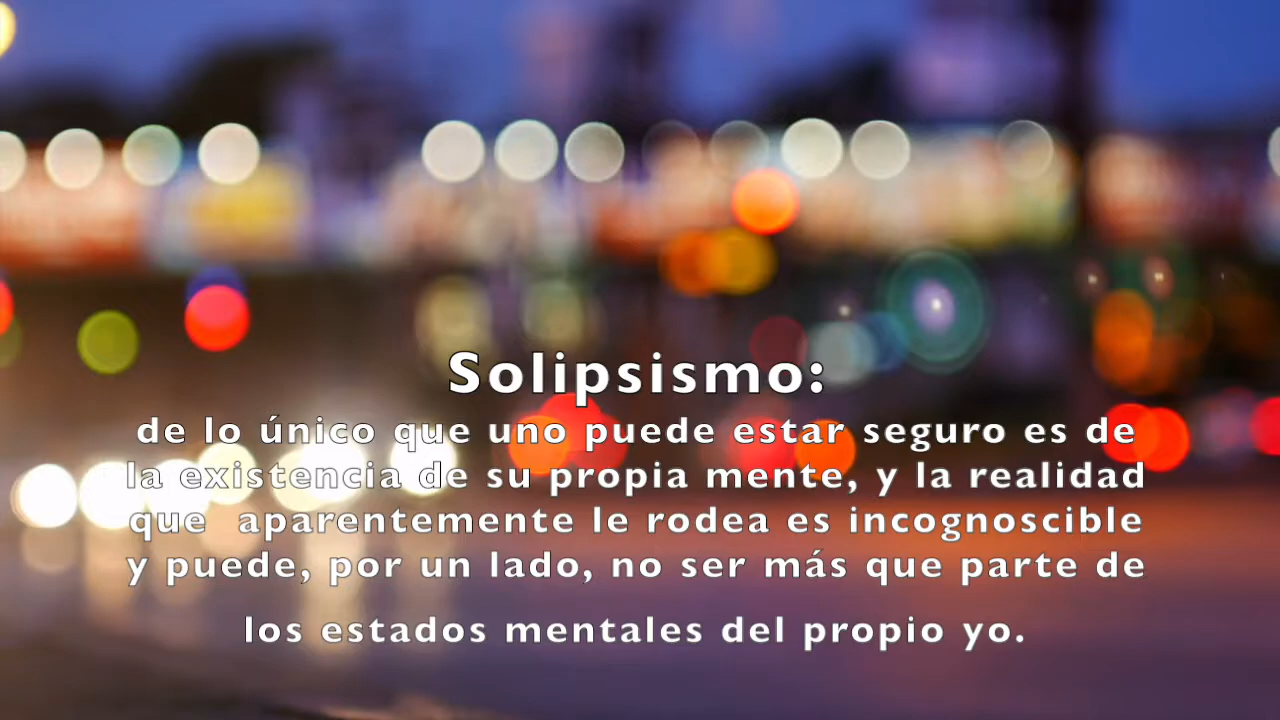 Solipsismo:
de lo único que uno puede estar seguro es de
la existencia de su propia mente, y la realidad
que aparentemente le rodea es incognoscible
y puede, por un lado, no ser más que parte de
los estados mentales del propio yo.